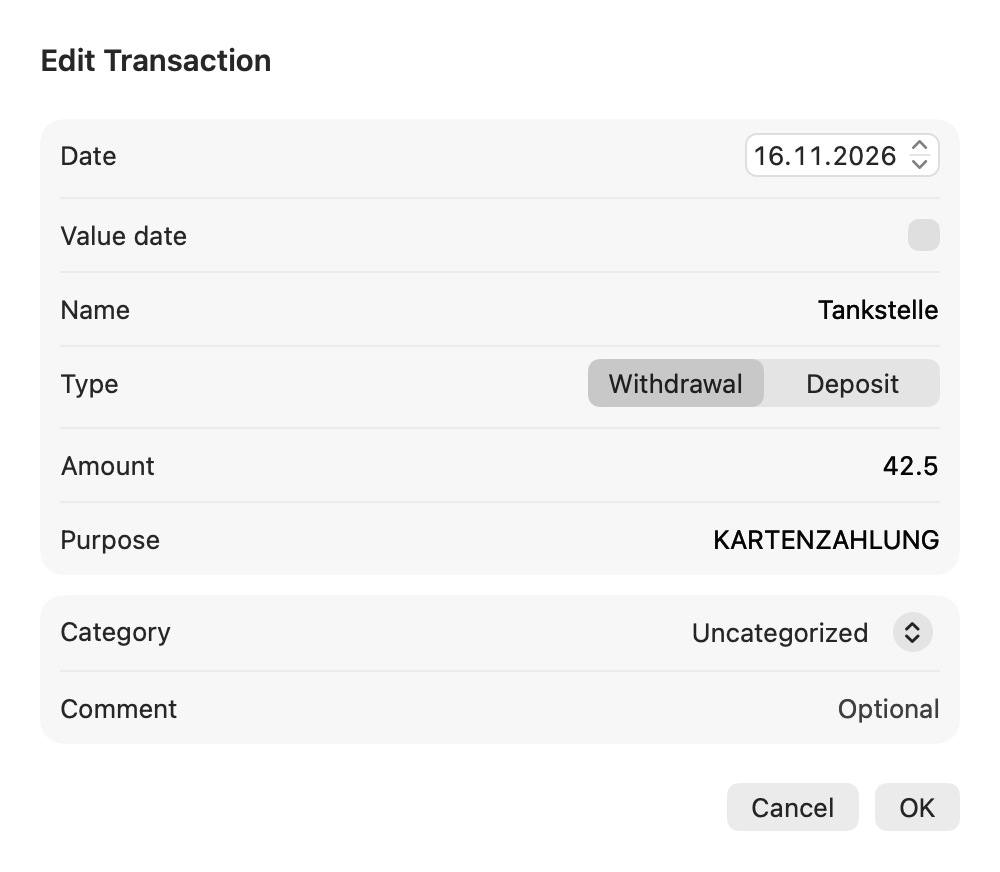 Edit Transaction
Date 16.11.2026
Value date
Name Tankstelle
Type Withdrawal Deposit
Amount 42.5
Purpose KARTENZAHLUNG
Category Uncategorized
Comment Optional
Cancel OK